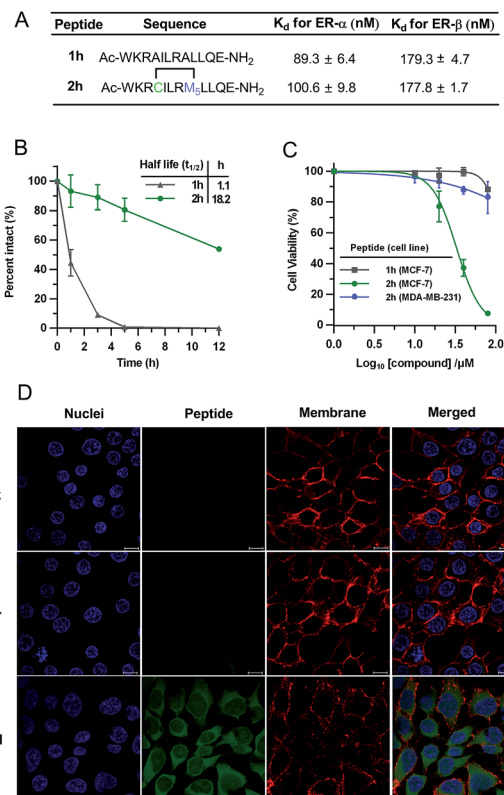 A
Peptide Sequence Kd for ER-α (nM) Kd for ER-β (nM)
1h Ac-WKRAILRALLQE-NH2 89.3 ± 6.4 179.3 ± 4.7
2h Ac-WKRCILRM5LLQE-NH2 100.6 ± 9.8 177.8 ± 1.7
B
Percent intact (%)
100
80
60
40
20
0
0 2 4 6 8 10 12
Time (h)
Half life (t1/2) h
1h 1.1
2h 18.2
C
Cell Viability (%)
100
80
60
40
20
0
0.0 0.5 1.0 1.5 2.0
Log10 [compound] /μM
Peptide (cell line)
1h (MCF-7)
2h (MCF-7)
2h (MDA-MB-231)
D
Nuclei Peptide Membrane Merged